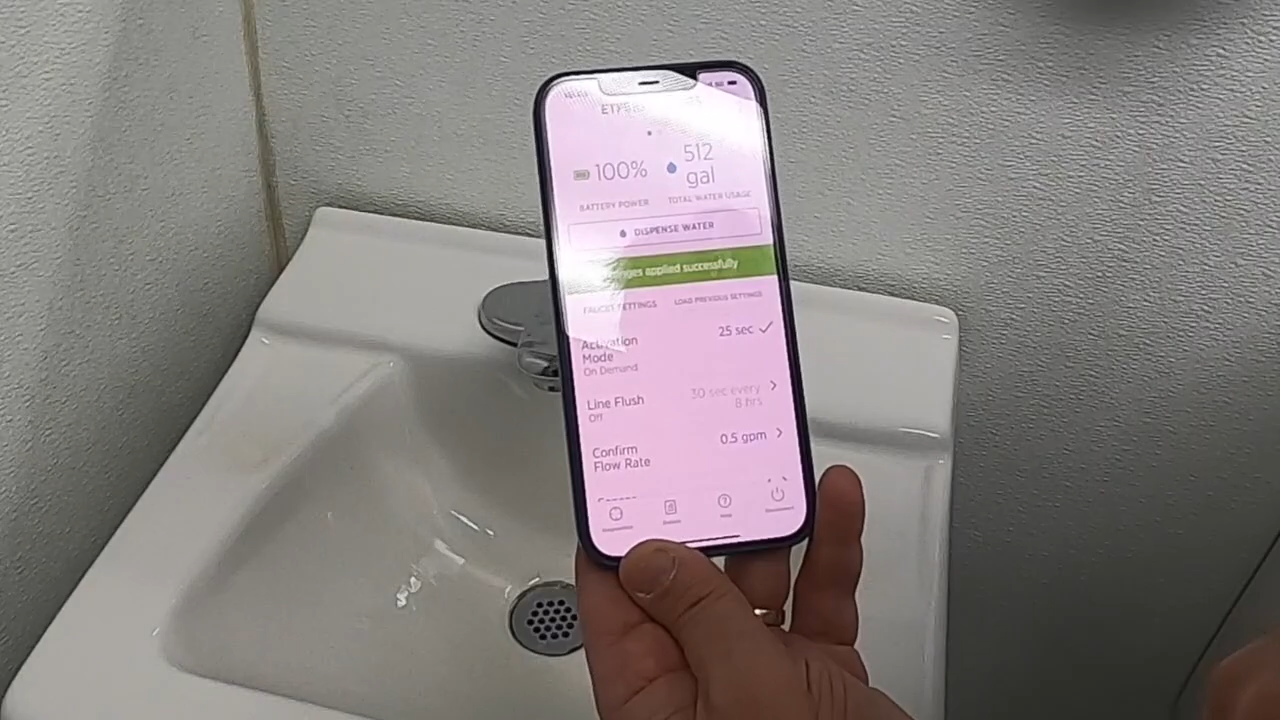 100%
512
gal
BATTERY POWER
TOTAL WATER USAGE
DISPENSE WATER
applied successfully
FAUCET SETTINGS
LOAD PREVIOUS SETTINGS
Activation
Mode
On Demand
25 sec
Line Flush
Off
30 sec every
8 hrs
Confirm
Flow Rate
0.5 gpm